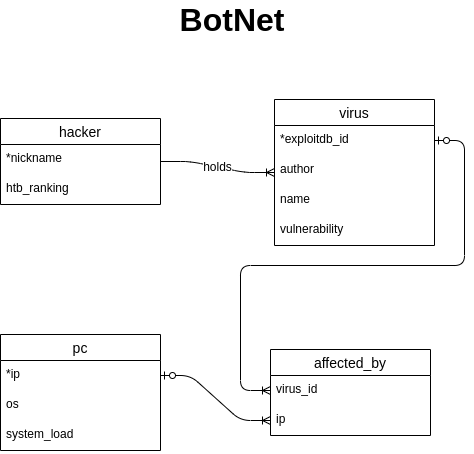 BotNet
hacker
*nickname
htb_ranking
holds
virus
*exploitdb_id
author
name
vulnerability
pc
*ip
os
system_load
affected_by
virus_id
ip